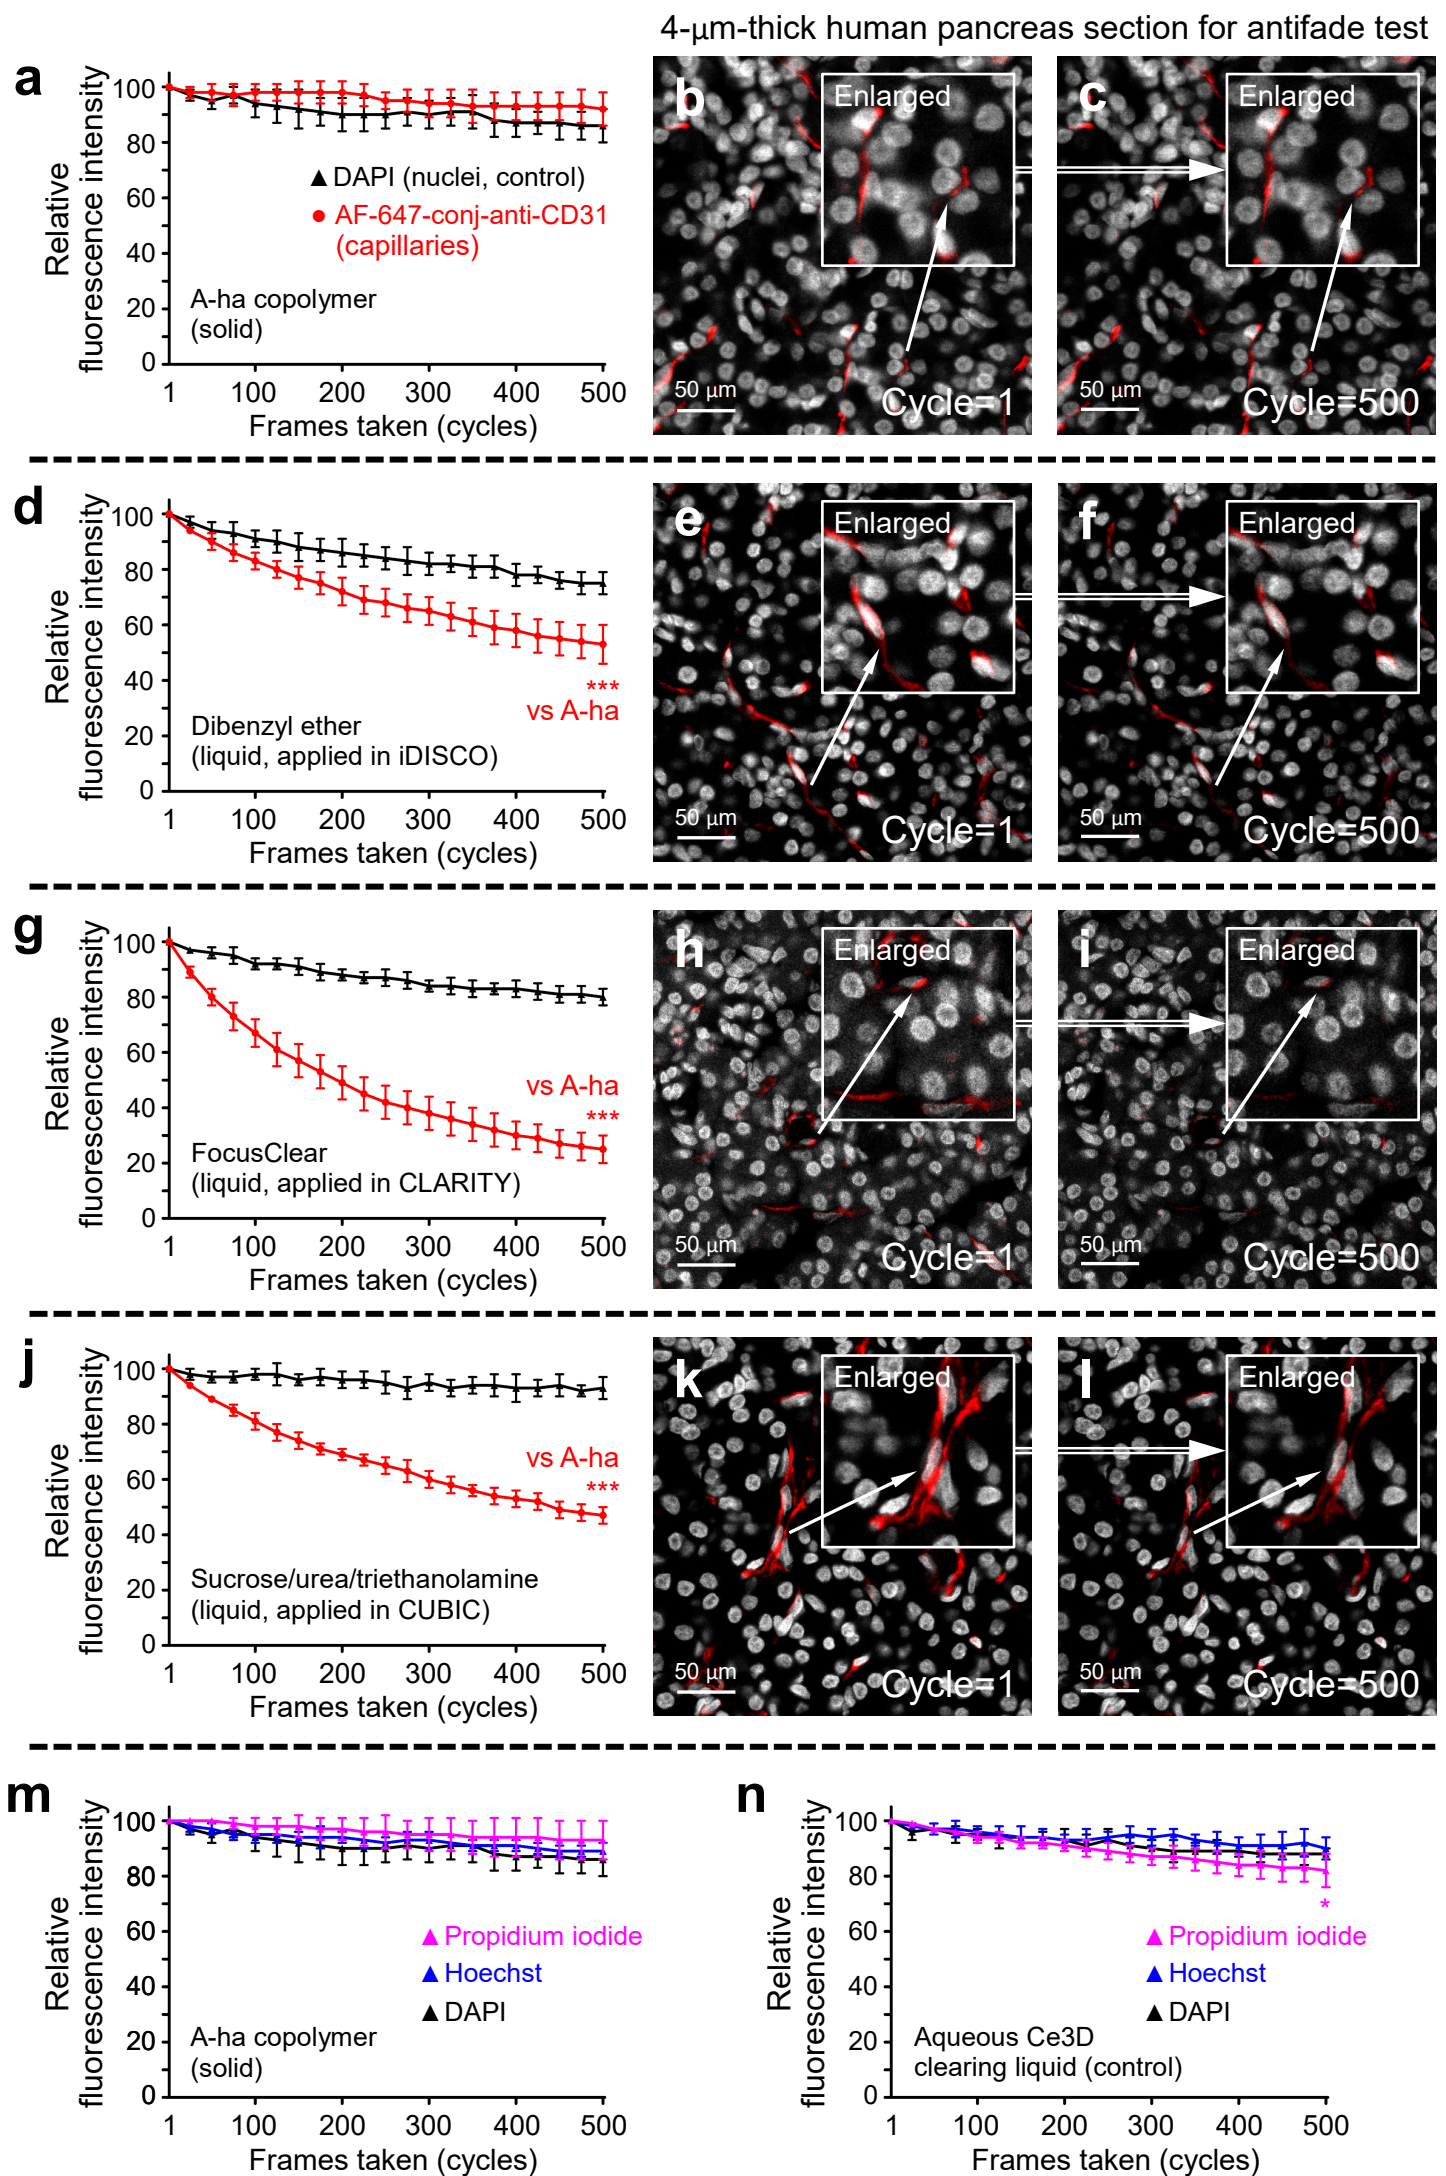 4-μm-thick human pancreas section for antifade test
a
Relative
fluorescence intensity
100
80
60
40
20
0
▲ DAPI (nuclei, control)
● AF-647-conj-anti-CD31
(capillaries)
A-ha copolymer
(solid)
1 100 200 300 400 500
Frames taken (cycles)
b
Enlarged
50 μm
Cycle=1
c
Enlarged
50 μm
Cycle=500
d
Relative
fluorescence intensity
100
80
60
40
20
0
***
vs A-ha
Dibenzyl ether
(liquid, applied in iDISCO)
1 100 200 300 400 500
Frames taken (cycles)
e
Enlarged
50 μm
Cycle=1
f
Enlarged
50 μm
Cycle=500
g
Relative
fluorescence intensity
100
80
60
40
20
0
vs A-ha
***
FocusClear
(liquid, applied in CLARITY)
1 100 200 300 400 500
Frames taken (cycles)
h
Enlarged
50 μm
Cycle=1
i
Enlarged
50 μm
Cycle=500
j
Relative
fluorescence intensity
100
80
60
40
20
0
vs A-ha
***
Sucrose/urea/triethanolamine
(liquid, applied in CUBIC)
1 100 200 300 400 500
Frames taken (cycles)
k
Enlarged
50 μm
Cycle=1
l
Enlarged
50 μm
Cycle=500
m
Relative
fluorescence intensity
100
80
60
40
20
0
▲ Propidium iodide
▲ Hoechst
▲ DAPI
A-ha copolymer
(solid)
1 100 200 300 400 500
Frames taken (cycles)
n
Relative
fluorescence intensity
100
80
60
40
20
0
*
▲ Propidium iodide
▲ Hoechst
▲ DAPI
Aqueous Ce3D
clearing liquid (control)
1 100 200 300 400 500
Frames taken (cycles)